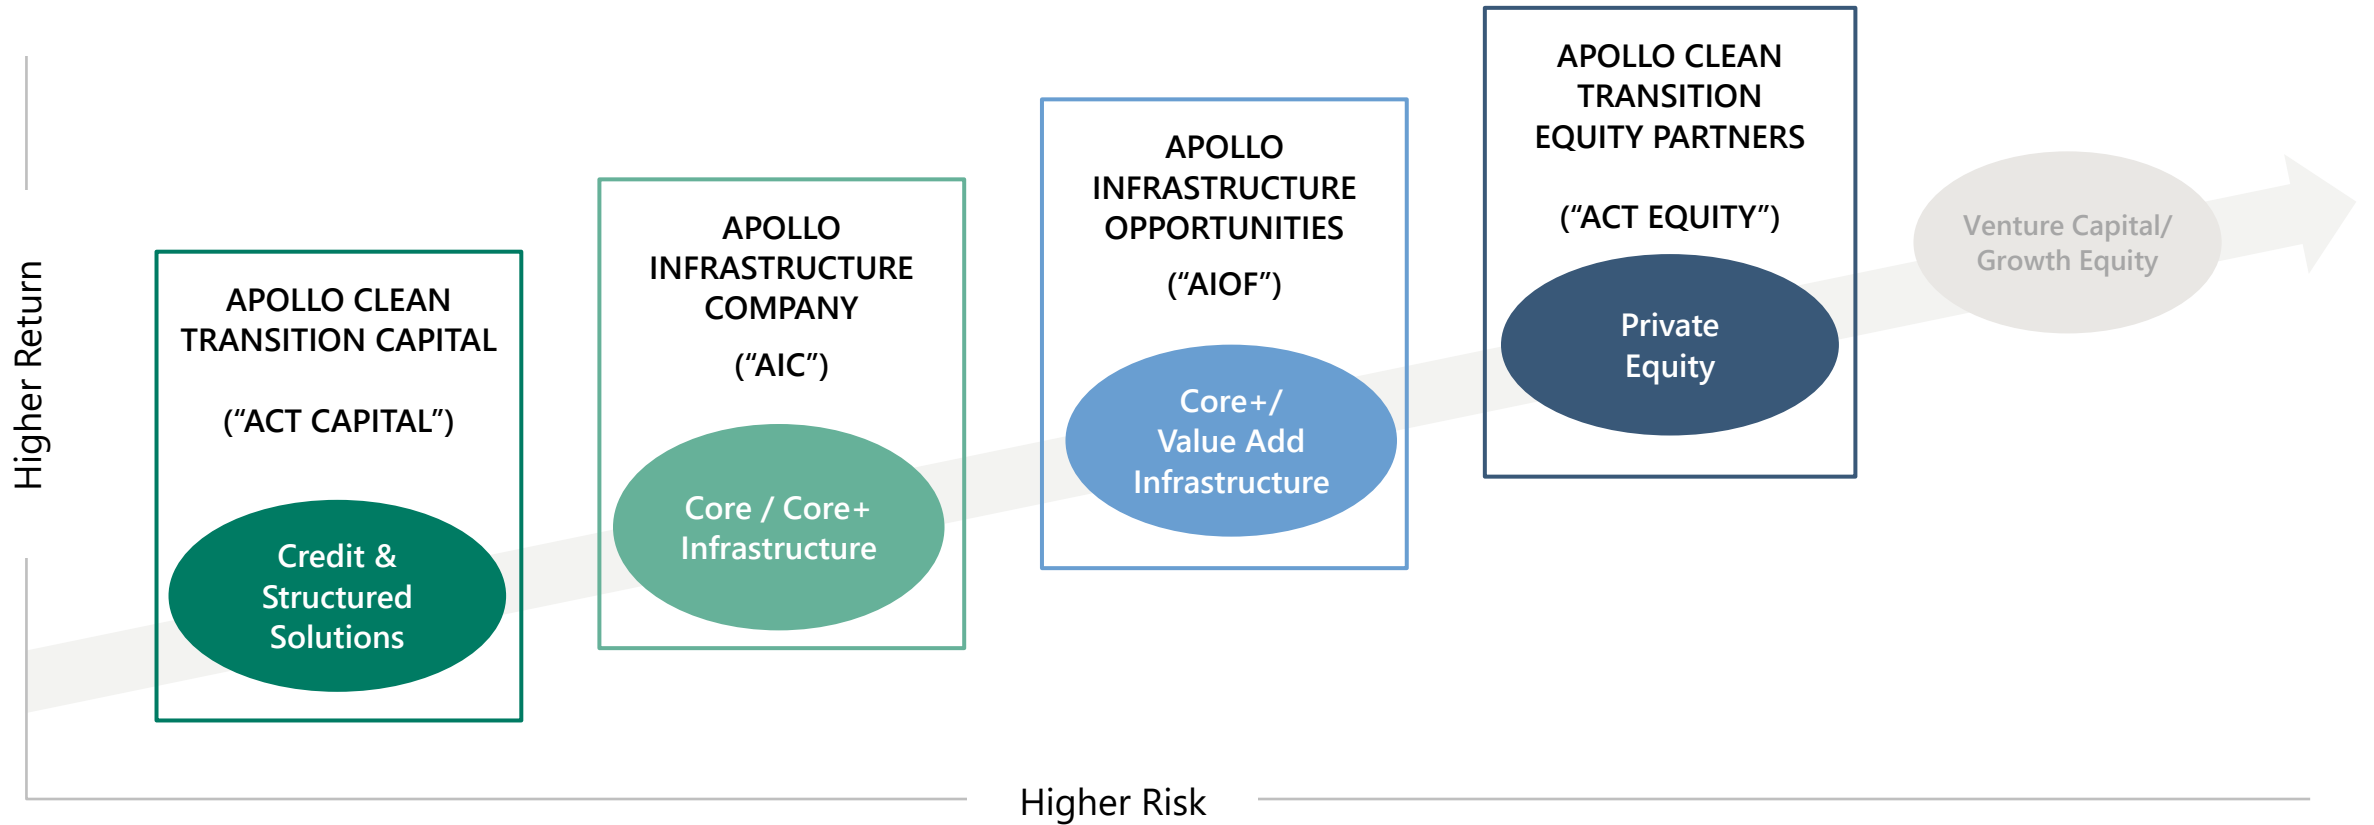 Higher Return
APOLLO CLEAN
TRANSITION CAPITAL
(“ACT CAPITAL”)
Credit &
Structured
Solutions
APOLLO
INFRASTRUCTURE
COMPANY
(“AIC”)
Core / Core+
Infrastructure
APOLLO
INFRASTRUCTURE
OPPORTUNITIES
(“AIOF”)
Core+/
Value Add
Infrastructure
APOLLO CLEAN
TRANSITION
EQUITY PARTNERS
(“ACT EQUITY”)
Private
Equity
Venture Capital/
Growth Equity
Higher Risk